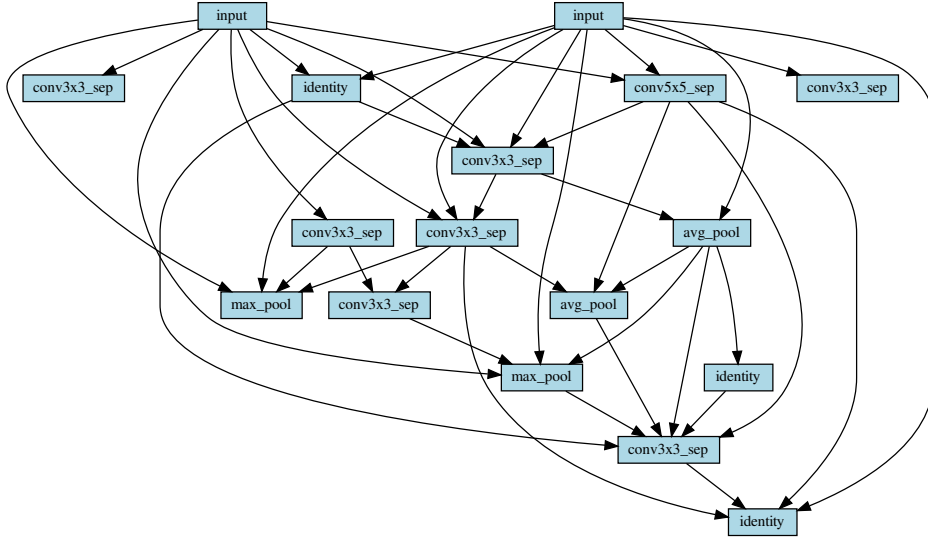 input
input
conv3x3_sep
identity
conv5x5_sep
conv3x3_sep
conv3x3_sep
conv3x3_sep
conv3x3_sep
avg_pool
max_pool
conv3x3_sep
avg_pool
max_pool
identity
conv3x3_sep
identity